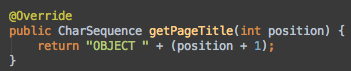 @Override
public CharSequence getPageTitle(int position) {
    return "OBJECT " + (position + 1);
}